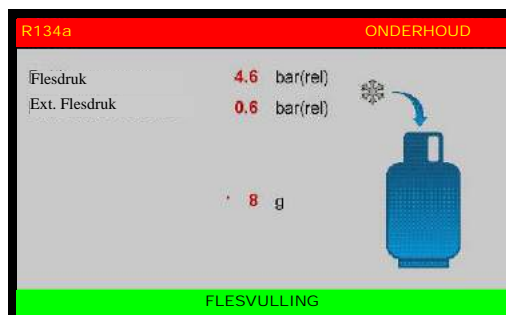 R134a ONDERHOUD
Flesdruk 4.6 bar(rel)
Ext. Flesdruk 0.6 bar(rel)
8 g
FLESVULLING